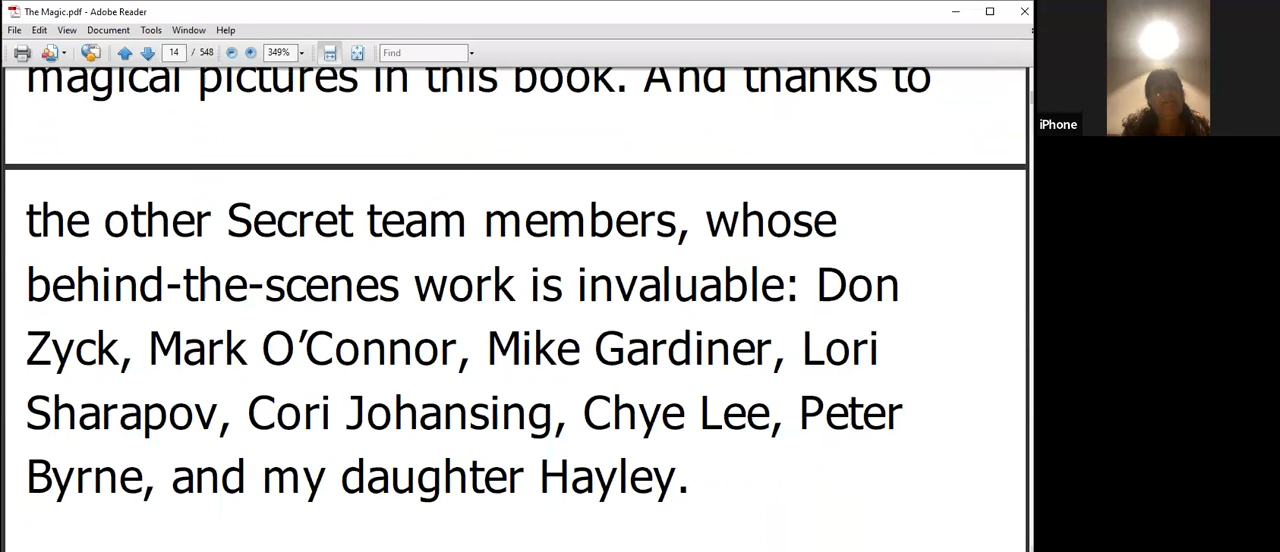 The Magic.pdf - Adobe Reader
File Edit View Document Tools Window Help
14 / 548 349% Find
magical pictures in this book. And thanks to
the other Secret team members, whose
behind-the-scenes work is invaluable: Don
Zyck, Mark O’Connor, Mike Gardiner, Lori
Sharapov, Cori Johansing, Chye Lee, Peter
Byrne, and my daughter Hayley.
iPhone